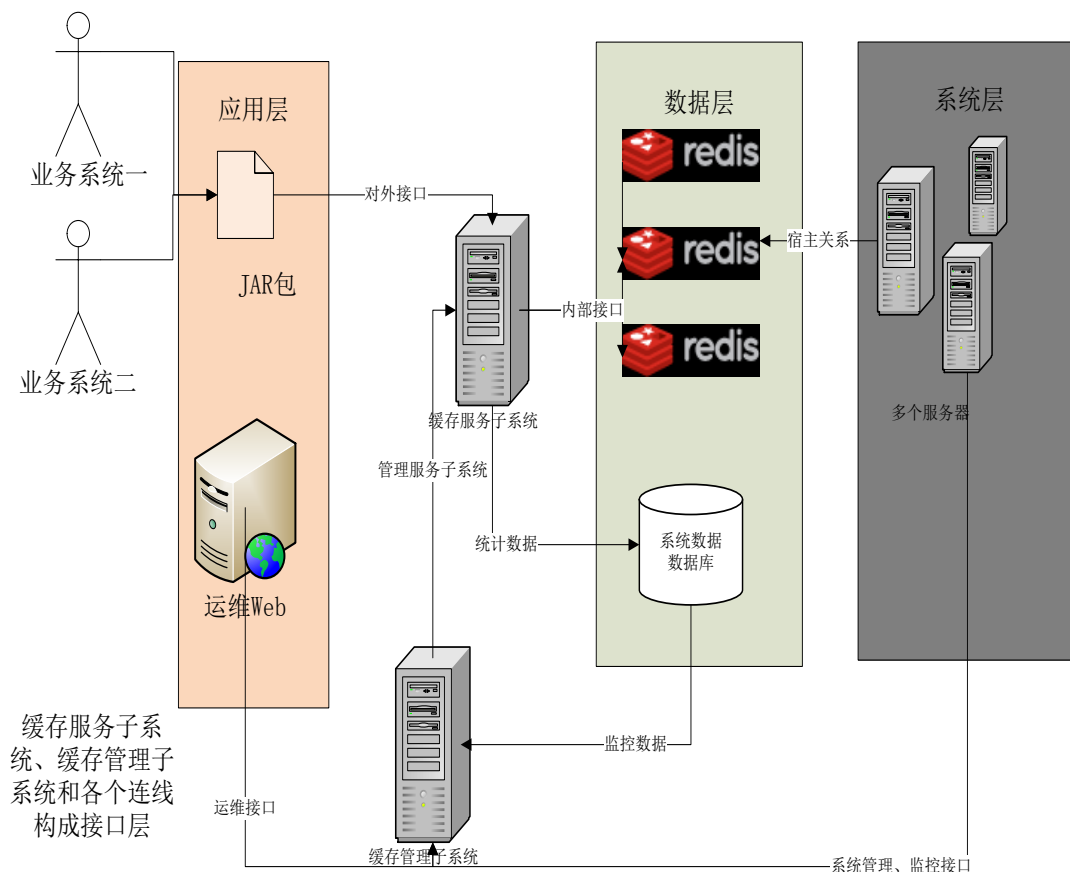 应用层
数据层
系统层
业务系统一
对外接口
redis
redis
redis
宿主关系
JAR包
内部接口
业务系统二
缓存服务子系统
多个服务器
管理服务子系统
统计数据
系统数据
数据库
运维Web
缓存服务子系
统、缓存管理子
系统和各个连线
构成接口层
监控数据
运维接口
缓存管理子系统
系统管理、监控接口